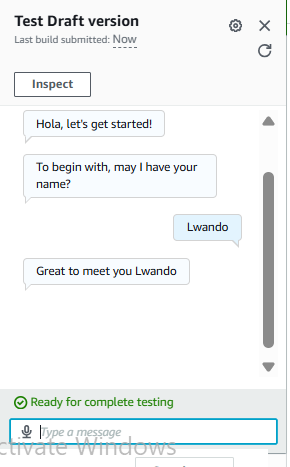 Test Draft version
Last build submitted: Now
Inspect
Hola, let's get started!
To begin with, may I have your
name?
Lwando
Great to meet you Lwando
Ready for complete testing
Type a message
ctivate Windows